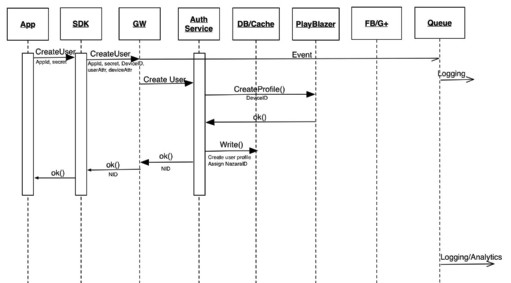 App
SDK
GW
Auth
Service
DB/Cache
PlayBlazer
FB/G+
Queue
CreateUser
AppId, secret
CreateUser
AppId, secret, DeviceID,
userAttr, deviceAttr
Event
Logging
Create User
CreateProfile()
DeviceID
ok()
Write()
Create user profile
Assign NazaraID
ok()
NID
ok()
NID
ok()
Logging/Analytics